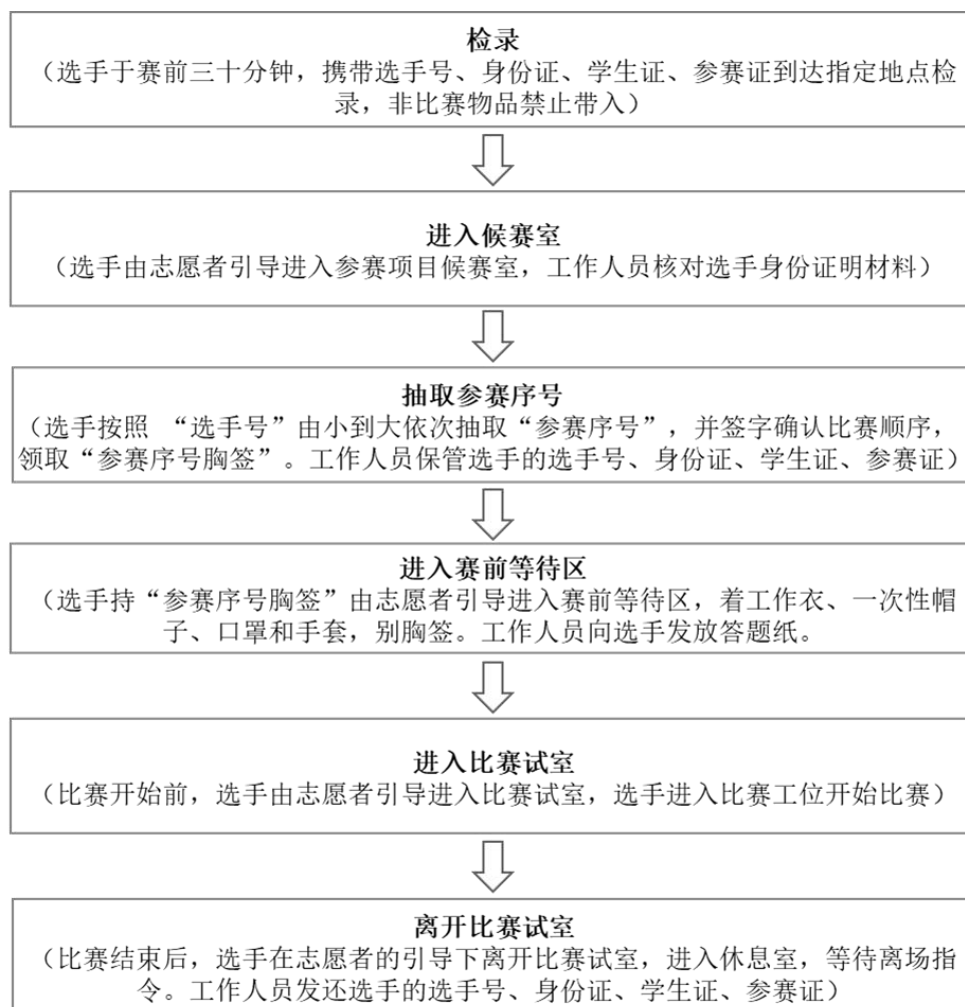 检录
（选手于赛前三十分钟，携带选手号、身份证、学生证、参赛证到达指定地点检
录，非比赛物品禁止带入）
进入候赛室
（选手由志愿者引导进入参赛项目候赛室，工作人员核对选手身份证明材料）
抽取参赛序号
（选手按照 “选手号”由小到大依次抽取“参赛序号”，并签字确认比赛顺序，
领取“参赛序号胸签”。工作人员保管选手的选手号、身份证、学生证、参赛证）
进入赛前等待区
（选手持“参赛序号胸签”由志愿者引导进入赛前等待区，着工作衣、一次性帽
子、口罩和手套，别胸签。工作人员向选手发放答题纸。
进入比赛试室
（比赛开始前，选手由志愿者引导进入比赛试室，选手进入比赛工位开始比赛）
离开比赛试室
（比赛结束后，选手在志愿者的引导下离开比赛试室，进入休息室，等待离场指
令。工作人员发还选手的选手号、身份证、学生证、参赛证）